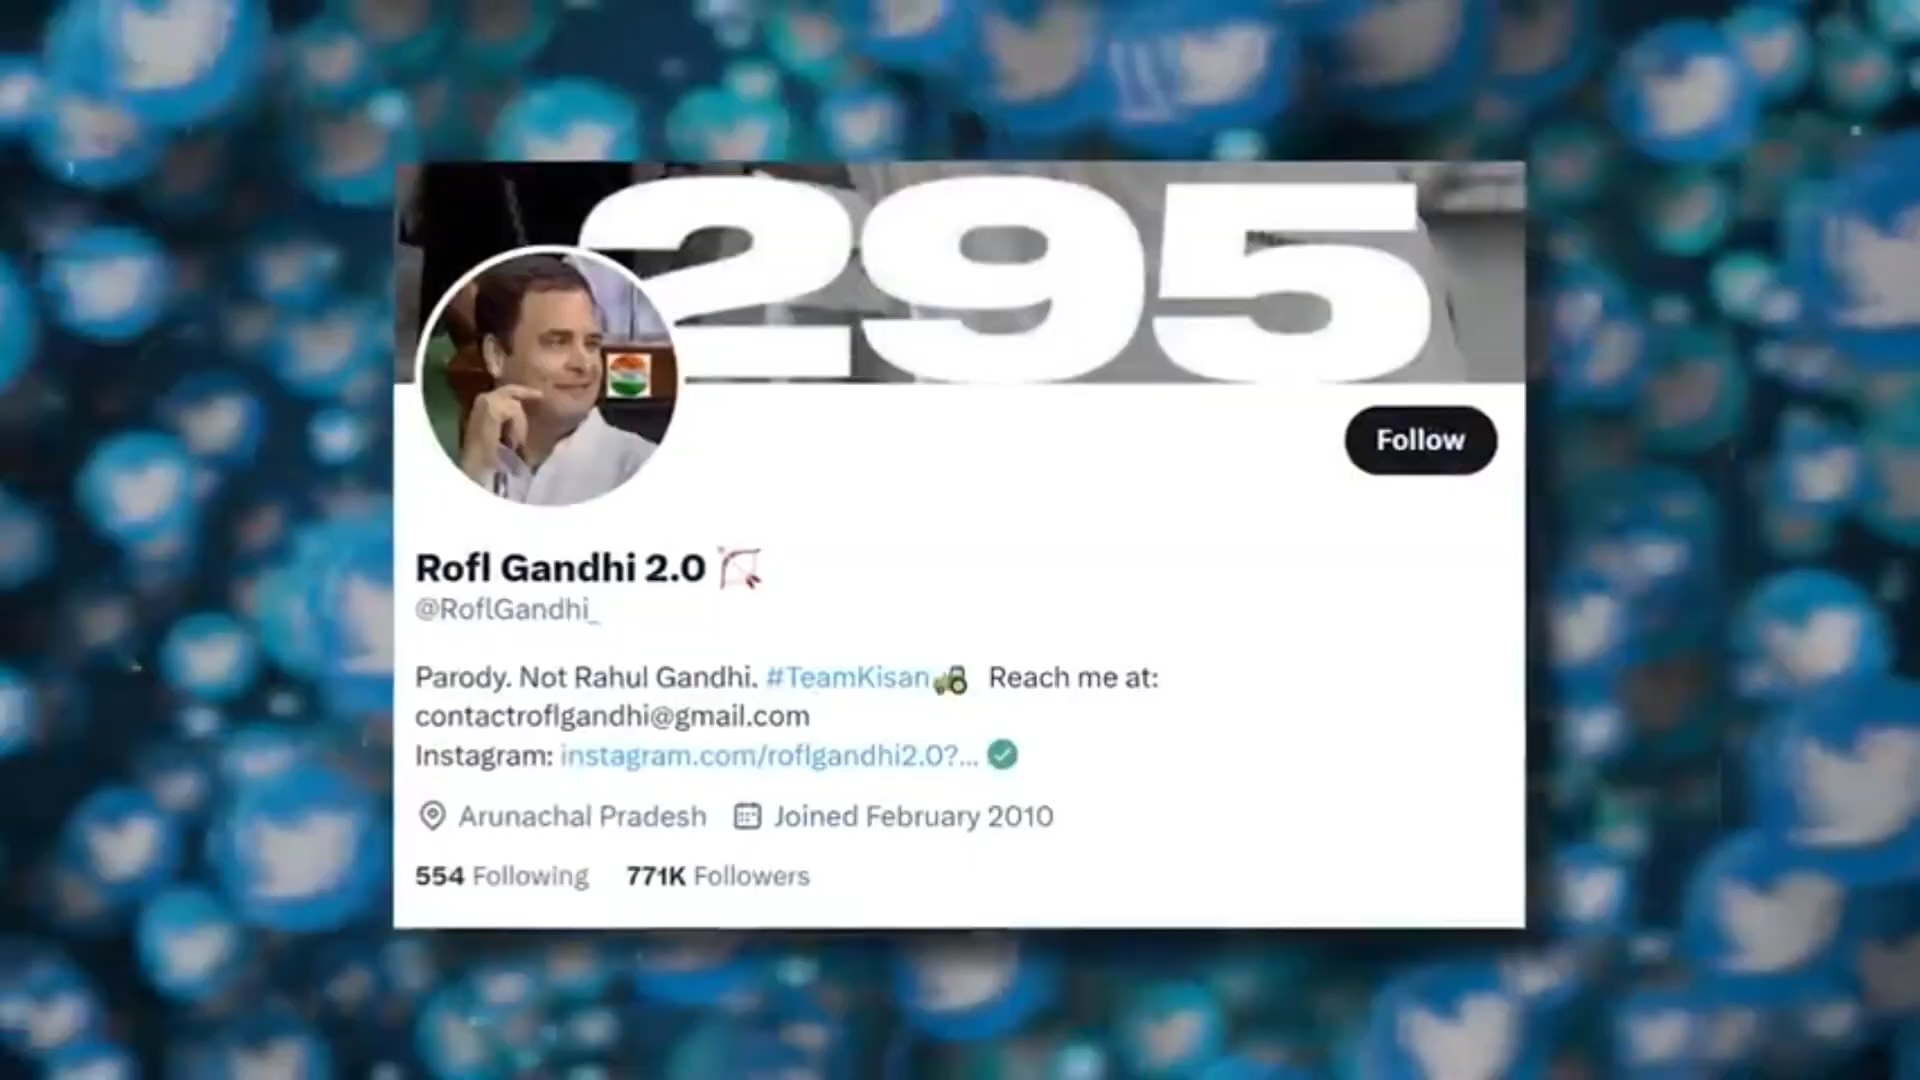 295
Follow
Rofl Gandhi 2.0 🏹
@RoflGandhi_
Parody. Not Rahul Gandhi. #TeamKisan🚜 Reach me at:
contactroflgandhi@gmail.com
Instagram: instagram.com/roflgandhi2.0?... 
Arunachal Pradesh Joined February 2010
554 Following 771K Followers